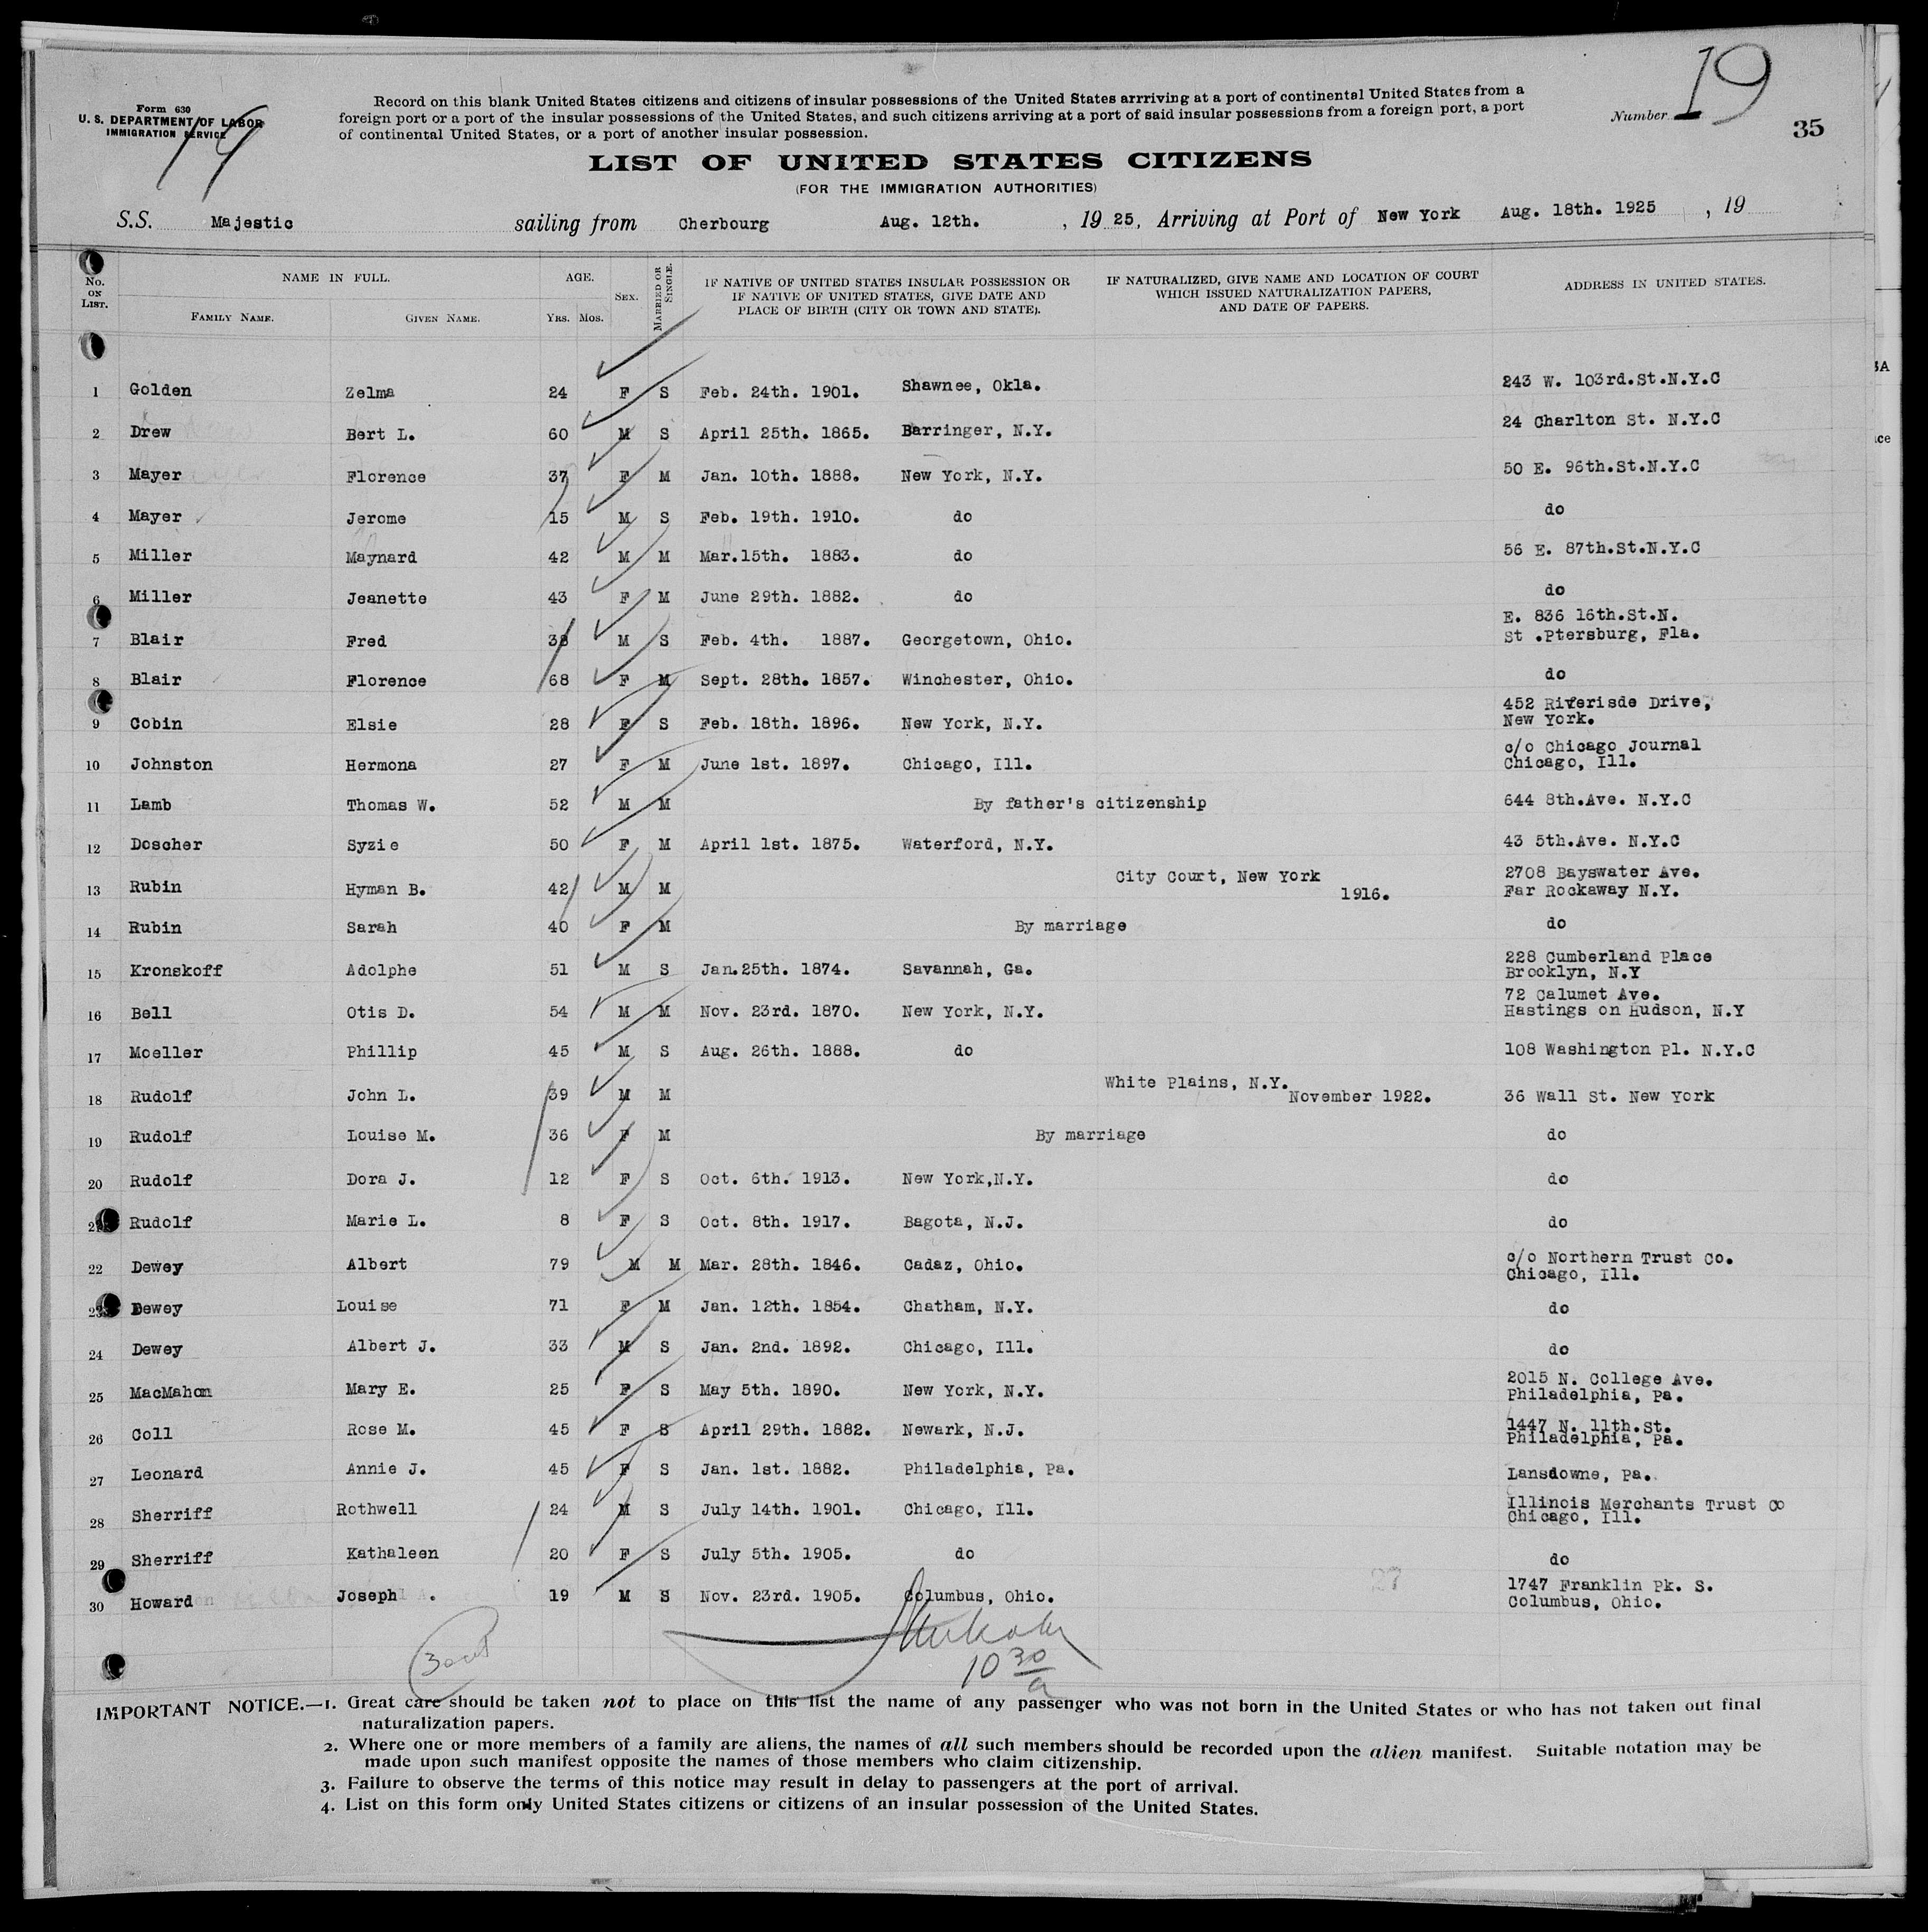 Form 630
U. S. DEPARTMENT OF LABOR
IMMIGRATION SERVICE
14
Record on this blank United States citizens and citizens of insular possessions of the United States arrriving at a port of continental United States from a
foreign port or a port of the insular possessions of the United States, and such citizens arriving at a port of said insular possessions from a foreign port, a port
of continental United States, or a port of another insular possession.
Number 19
35
LIST OF UNITED STATES CITIZENS
(FOR THE IMMIGRATION AUTHORITIES)
S.S. Majestic sailing from Cherbourg Aug. 12th. , 19 25, Arriving at Port of New York Aug. 18th. 1925 , 19
No. ON LIST. NAME IN FULL. FAMILY NAME. GIVEN NAME. AGE. YRS. MOS. SEX. MARRIED OR SINGLE. IF NATIVE OF UNITED STATES INSULAR POSSESSION OR IF NATIVE OF UNITED STATES, GIVE DATE AND PLACE OF BIRTH (CITY OR TOWN AND STATE). IF NATURALIZED, GIVE NAME AND LOCATION OF COURT WHICH ISSUED NATURALIZATION PAPERS, AND DATE OF PAPERS. ADDRESS IN UNITED STATES.
1 Golden Zelma 24 F S Feb. 24th. 1901. Shawnee, Okla. 243 W. 103rd.St.N.Y.C
2 Drew Bert L. 60 M S April 25th. 1865. Barringer, N.Y. 24 Charlton St. N.Y.C
3 Mayer Florence 37 F M Jan. 10th. 1888. New York, N.Y. 50 E. 96th.St.N.Y.C
4 Mayer Jerome 15 M S Feb. 19th. 1910. do do
5 Miller Maynard 42 M M Mar.15th. 1883. do 56 E. 87th.St.N.Y.C
6 Miller Jeanette 43 F M June 29th. 1882. do do
7 Blair Fred 38 M S Feb. 4th. 1887. Georgetown, Ohio. E. 836 16th.St.N.
St .Ptersburg, Fla.
8 Blair Florence 68 F M Sept. 28th. 1857. Winchester, Ohio. do
9 Cobin Elsie 28 F S Feb. 18th. 1896. New York, N.Y. 452 Riferisde Drive,
New York.
10 Johnston Hermona 27 F M June 1st. 1897. Chicago, Ill. c/o Chicago Journal
Chicago, Ill.
11 Lamb Thomas W. 52 M M By father's citizenship 644 8th.Ave. N.Y.C
12 Doscher Syzie 50 F M April 1st. 1875. Waterford, N.Y. 43 5th.Ave. N.Y.C
13 Rubin Hyman B. 42 M M City Court, New York 1916. 2708 Bayswater Ave.
Far Rockaway N.Y.
14 Rubin Sarah 40 F M By marriage do
15 Kronskoff Adolphe 51 M S Jan.25th. 1874. Savannah, Ga. 228 Cumberland Place
Brooklyn, N.Y
16 Bell Otis D. 54 M M Nov. 23rd. 1870. New York, N.Y. 72 Calumet Ave.
Hastings on Hudson, N.Y
17 Moeller Phillip 45 M S Aug. 26th. 1888. do 108 Washington Pl. N.Y.C
18 Rudolf John L. 39 M M White Plains, N.Y. November 1922. 36 Wall St. New York
19 Rudolf Louise M. 36 F M By marriage do
20 Rudolf Dora J. 12 F S Oct. 6th. 1913. New York,N.Y. do
21 Rudolf Marie L. 8 F S Oct. 8th. 1917. Bagota, N.J. do
22 Dewey Albert 79 M M Mar. 28th. 1846. Cadaz, Ohio. c/o Northern Trust Co.
Chicago, Ill.
23 Dewey Louise 71 F M Jan. 12th. 1854. Chatham, N.Y. do
24 Dewey Albert J. 33 M S Jan. 2nd. 1892. Chicago, Ill. do
25 MacMahon Mary E. 25 F S May 5th. 1890. New York, N.Y. 2015 N. College Ave.
Philadelphia, Pa.
26 Coll Rose M. 45 F S April 29th. 1882. Newark, N.J. 1447 N. 11th.St.
Philadelphia, Pa.
27 Leonard Annie J. 45 F S Jan. 1st. 1882. Philadelphia, Pa. Lansdowne, Pa.
28 Sherriff Rothwell 24 M S July 14th. 1901. Chicago, Ill. Illinois Merchants Trust Co
Chicago, Ill.
29 Sherriff Kathaleen 20 F S July 5th. 1905. do do
30 Howard Joseph . 19 M S Nov. 23rd. 1905. Columbus, Ohio. 1747 Franklin Pk. S.
Columbus, Ohio.
27
10 30/a
IMPORTANT NOTICE.—1. Great care should be taken not to place on this list the name of any passenger who was not born in the United States or who has not taken out final
naturalization papers.
2. Where one or more members of a family are aliens, the names of all such members should be recorded upon the alien manifest. Suitable notation may be
made upon such manifest opposite the names of those members who claim citizenship.
3. Failure to observe the terms of this notice may result in delay to passengers at the port of arrival.
4. List on this form only United States citizens or citizens of an insular possession of the United States.